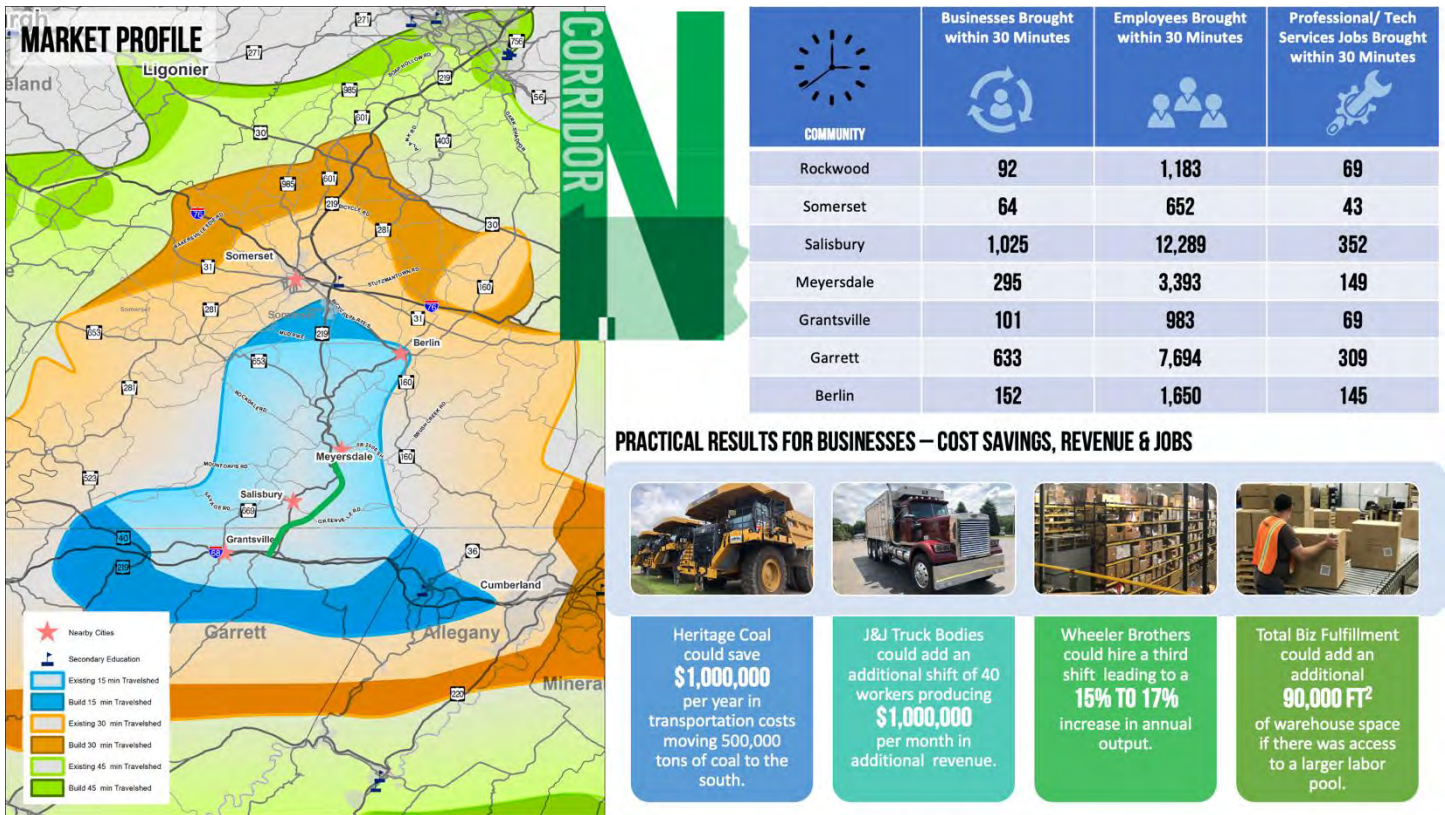 MARKET PROFILE
Ligonier
Somerset
Berlin
Meyersdale
Salisbury
Grantsville
Cumberland
Garrett
Allegany
Minera
Nearby Cities
Secondary Education
Existing 15 min Travelshed
Build 15 min Travelshed
Existing 30 min Travelshed
Build 30 min Travelshed
Existing 45 min Travelshed
Build 45 min Travelshed
CORRIDOR
N
COMMUNITY
Businesses Brought within 30 Minutes
Employees Brought within 30 Minutes
Professional/ Tech Services Jobs Brought within 30 Minutes
Rockwood 92 1,183 69
Somerset 64 652 43
Salisbury 1,025 12,289 352
Meyersdale 295 3,393 149
Grantsville 101 983 69
Garrett 633 7,694 309
Berlin 152 1,650 145
PRACTICAL RESULTS FOR BUSINESSES – COST SAVINGS, REVENUE & JOBS
Heritage Coal
could save
$1,000,000
per year in
transportation costs
moving 500,000
tons of coal to the
south.
J&J Truck Bodies
could add an
additional shift of 40
workers producing
$1,000,000
per month in
additional revenue.
Wheeler Brothers
could hire a third
shift leading to a
15% TO 17%
increase in annual
output.
Total Biz Fulfillment
could add an
additional
90,000 FT²
of warehouse space
if there was access
to a larger labor
pool.